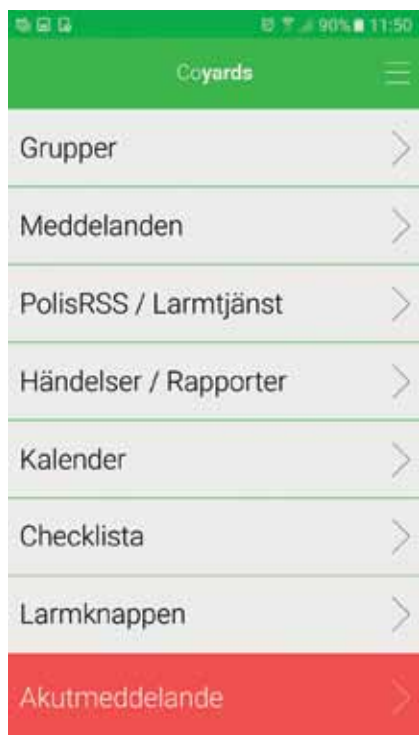 90% 11:50
Coyards
Grupper
Meddelanden
PolisRSS / Larmtjänst
Händelser / Rapporter
Kalender
Checklista
Larmknappen
Akutmeddelande